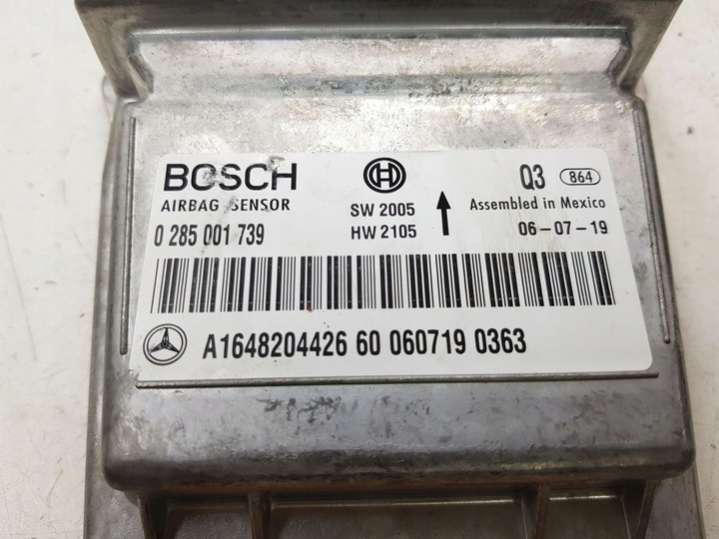 BOSCH Q3 864
AIRBAG SENSOR SW 2005 Assembled in Mexico
0 285 001 739 HW 2105 06-07-19
A1648204426 60 060719 0363